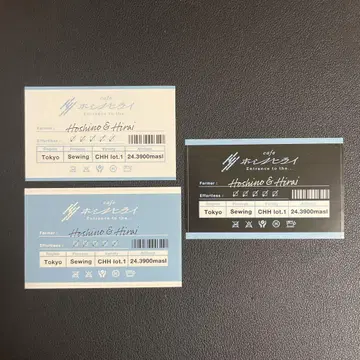 cafe
ホシノヒライ
Entrance to the..
Farmer : Hoshino & Hirai
Effortless :
Tokyo Sewing CHH lot.1 24.3900masl
cafe
ホシノヒライ
Entrance to the..
Farmer : Hoshino & Hirai
Effortless :
Tokyo Sewing CHH lot.1 24.3900masl
cafe
ホシノヒライ
Entrance to the..
Farmer : Hoshino & Hirai
Effortless :
Tokyo Sewing CHH lot.1 24.3900masl